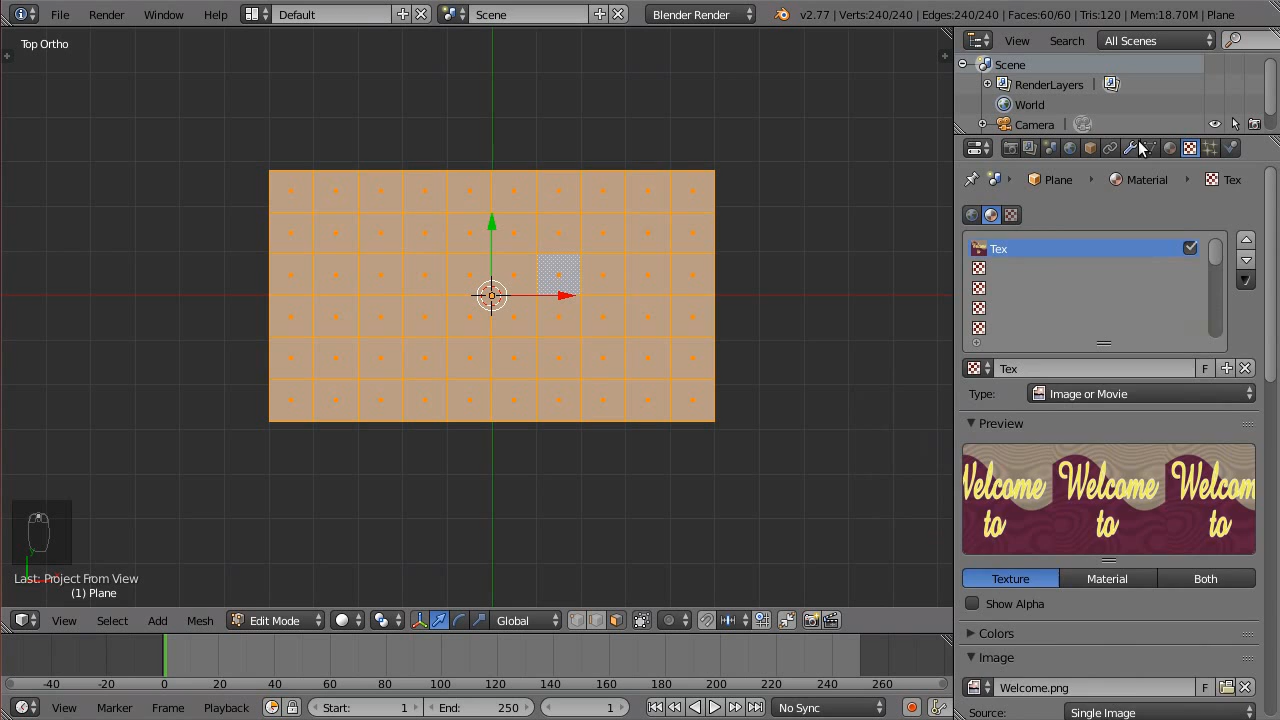 File Render Window Help Default Scene Blender Render v2.77 | Verts:240/240 | Edges:240/240 | Faces:60/60 | Tris:120 | Mem:18.70M | Plane
Top Ortho
View Search All Scenes
Scene
RenderLayers |
World
Camera |
Plane Material Tex
Tex
Tex F
Type: Image or Movie
Preview
Welcome Welcome Welcom
to to to
Texture Material Both
Show Alpha
Colors
Image
Welcome.png F
Source: Single Image
Last: Project From View
(1) Plane
View Select Add Mesh Edit Mode Global
-40 -20 0 20 40 60 80 100 120 140 160 180 200 220 240 260
View Marker Frame Playback Start: 1 End: 250 1 No Sync